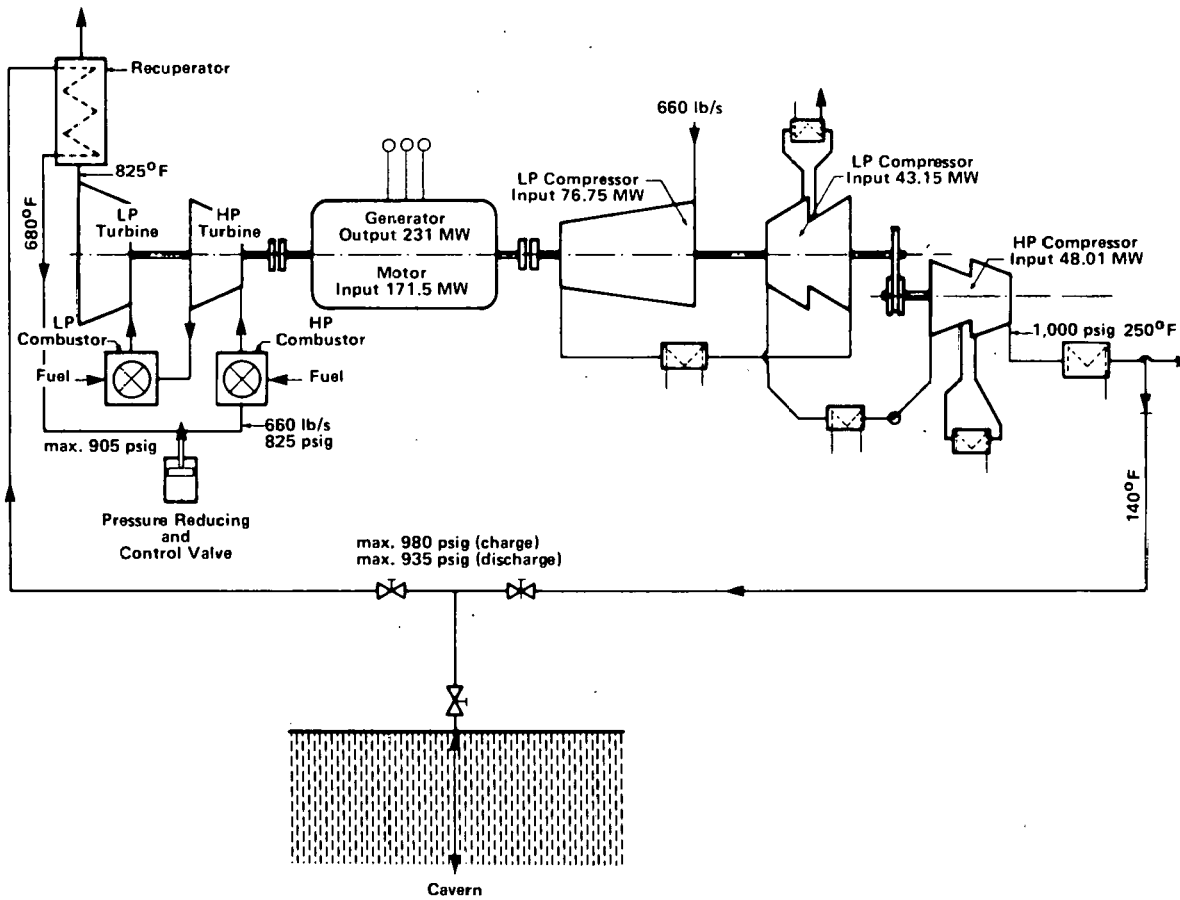 Recuperator
825°F
680°F
LP
Turbine
HP
Turbine
Generator
Output 231 MW
Motor
Input 171.5 MW
660 lb/s
LP Compressor
Input 76.75 MW
LP Compressor
Input 43.15 MW
HP Compressor
Input 48.01 MW
1,000 psig 250°F
LP
Combustor
HP
Combustor
Fuel
Fuel
660 lb/s
825 psig
max. 905 psig
Pressure Reducing
and
Control Valve
140°F
max. 980 psig (charge)
max. 935 psig (discharge)
Cavern